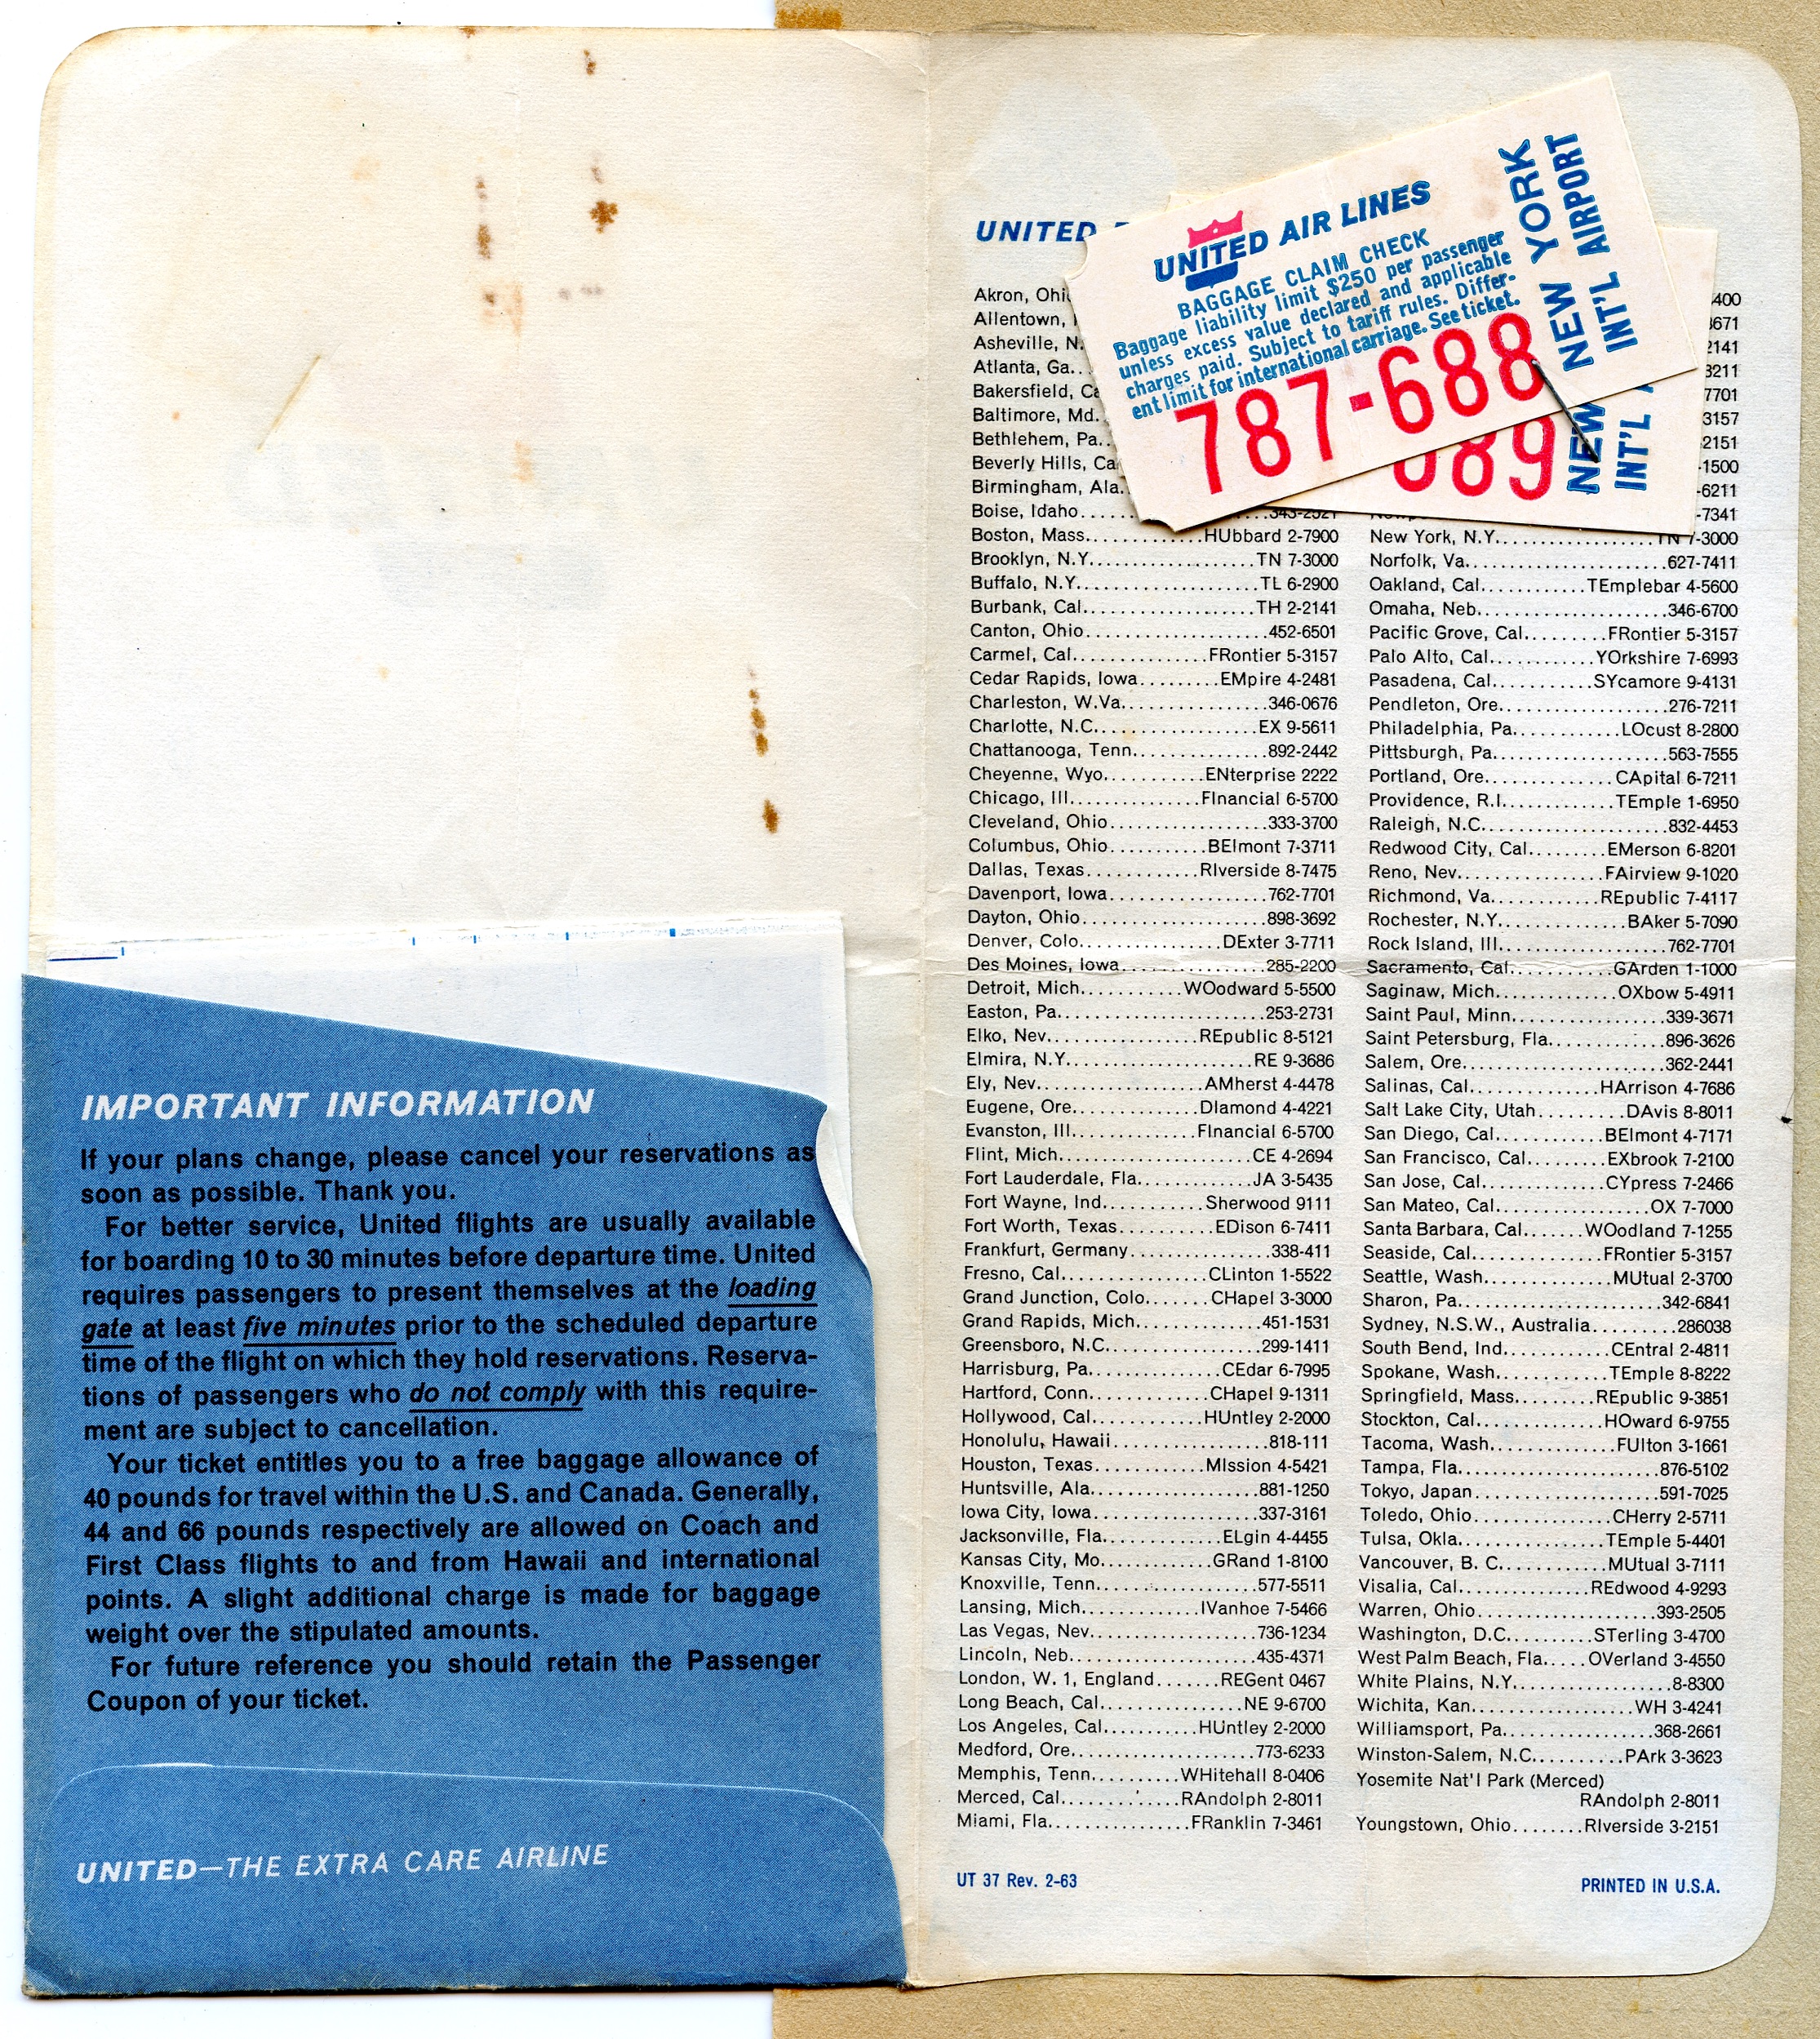 IMPORTANT INFORMATION
If your plans change, please cancel your reservations as
soon as possible. Thank you.
For better service, United flights are usually available
for boarding 10 to 30 minutes before departure time. United
requires passengers to present themselves at the loading
gate at least five minutes prior to the scheduled departure
time of the flight on which they hold reservations. Reserva-
tions of passengers who do not comply with this require-
ment are subject to cancellation.
Your ticket entitles you to a free baggage allowance of
40 pounds for travel within the U.S. and Canada. Generally,
44 and 66 pounds respectively are allowed on Coach and
First Class flights to and from Hawaii and international
points. A slight additional charge is made for baggage
weight over the stipulated amounts.
For future reference you should retain the Passenger
Coupon of your ticket.
UNITED—THE EXTRA CARE AIRLINE
UNITED AIR LINES
BAGGAGE CLAIM CHECK
Baggage liability limit $250 per passenger
unless excess value declared and applicable
charges paid. Subject to tariff rules. Differ-
ent limit for international carriage. See ticket.
787-688
NEW YORK
INT'L AIRPORT
689
NEW
INT'L
UNITED
Akron, Ohio
Allentown,
Asheville, N.
Atlanta, Ga..
Bakersfield, Ca
Baltimore, Md.
Bethlehem, Pa..
Beverly Hills, Ca
Birmingham, Ala.
Boise, Idaho....343-2521
Boston, Mass.............HUbbard 2-7900
Brooklyn, N.Y..................TN 7-3000
Buffalo, N.Y...................TL 6-2900
Burbank, Cal...................TH 2-2141
Canton, Ohio....................452-6501
Carmel, Cal..............FRontier 5-3157
Cedar Rapids, Iowa.........EMpire 4-2481
Charleston, W.Va................346-0676
Charlotte, N.C.................EX 9-5611
Chattanooga, Tenn...............892-2442
Cheyenne, Wyo...........ENterprise 2222
Chicago, Ill.............FInancial 6-5700
Cleveland, Ohio.................333-3700
Columbus, Ohio...........BElmont 7-3711
Dallas, Texas............RIverside 8-7475
Davenport, Iowa.................762-7701
Dayton, Ohio....................898-3692
Denver, Colo...............DExter 3-7711
Des Moines, Iowa................285-2200
Detroit, Mich...........WOodward 5-5500
Easton, Pa......................253-2731
Elko, Nev................REpublic 8-5121
Elmira, N.Y....................RE 9-3686
Ely, Nev.................AMherst 4-4478
Eugene, Ore..............DIamond 4-4221
Evanston, Ill............FInancial 6-5700
Flint, Mich....................CE 4-2694
Fort Lauderdale, Fla...........JA 3-5435
Fort Wayne, Ind..........Sherwood 9111
Fort Worth, Texas.........EDison 6-7411
Frankfurt, Germany...............338-411
Fresno, Cal...............CLinton 1-5522
Grand Junction, Colo.......CHapel 3-3000
Grand Rapids, Mich..............451-1531
Greensboro, N.C.................299-1411
Harrisburg, Pa..............CEdar 6-7995
Hartford, Conn............CHapel 9-1311
Hollywood, Cal............HUntley 2-2000
Honolulu, Hawaii.................818-111
Houston, Texas............MIssion 4-5421
Huntsville, Ala.................881-1250
Iowa City, Iowa.................337-3161
Jacksonville, Fla...........ELgin 4-4455
Kansas City, Mo............GRand 1-8100
Knoxville, Tenn.................577-5511
Lansing, Mich.............IVanhoe 7-5466
Las Vegas, Nev..................736-1234
Lincoln, Neb....................435-4371
London, W. 1, England.......REGent 0467
Long Beach, Cal................NE 9-6700
Los Angeles, Cal..........HUntley 2-2000
Medford, Ore....................773-6233
Memphis, Tenn..........WHitehall 8-0406
Merced, Cal.............RAndolph 2-8011
Miami, Fla...............FRanklin 7-3461
400
3671
2141
3211
7701
3157
2151
-1500
-6211
-7341
New York, N.Y..................TN 7-3000
Norfolk, Va.....................627-7411
Oakland, Cal............TEmplebar 4-5600
Omaha, Neb......................346-6700
Pacific Grove, Cal.........FRontier 5-3157
Palo Alto, Cal............YOrkshire 7-6993
Pasadena, Cal............SYcamore 9-4131
Pendleton, Ore..................276-7211
Philadelphia, Pa............LOcust 8-2800
Pittsburgh, Pa..................563-7555
Portland, Ore..............CApital 6-7211
Providence, R.I............TEmple 1-6950
Raleigh, N.C....................832-4453
Redwood City, Cal.........EMerson 6-8201
Reno, Nev................FAirview 9-1020
Richmond, Va.............REpublic 7-4117
Rochester, N.Y..............BAker 5-7090
Rock Island, Ill................762-7701
Sacramento, Cal...........GArden 1-1000
Saginaw, Mich..............OXbow 5-4911
Saint Paul, Minn................339-3671
Saint Petersburg, Fla...........896-3626
Salem, Ore......................362-2441
Salinas, Cal.............HArrison 4-7686
Salt Lake City, Utah.........DAvis 8-8011
San Diego, Cal............BElmont 4-7171
San Francisco, Cal.........EXbrook 7-2100
San Jose, Cal.............CYpress 7-2466
San Mateo, Cal.................OX 7-7000
Santa Barbara, Cal.......WOodland 7-1255
Seaside, Cal.............FRontier 5-3157
Seattle, Wash..............MUtual 2-3700
Sharon, Pa......................342-6841
Sydney, N.S.W., Australia.........286038
South Bend, Ind...........CEntral 2-4811
Spokane, Wash.............TEmple 8-8222
Springfield, Mass.........REpublic 9-3851
Stockton, Cal.............HOward 6-9755
Tacoma, Wash..............FUlton 3-1661
Tampa, Fla......................876-5102
Tokyo, Japan....................591-7025
Toledo, Ohio...............CHerry 2-5711
Tulsa, Okla................TEmple 5-4401
Vancouver, B. C............MUtual 3-7111
Visalia, Cal..............REdwood 4-9293
Warren, Ohio....................393-2505
Washington, D.C..........STerling 3-4700
West Palm Beach, Fla.....OVerland 3-4550
White Plains, N.Y.................8-8300
Wichita, Kan...................WH 3-4241
Williamsport, Pa................368-2661
Winston-Salem, N.C..........PArk 3-3623
Yosemite Nat'l Park (Merced)
RAndolph 2-8011
Youngstown, Ohio........RIverside 3-2151
UT 37 Rev. 2-63
PRINTED IN U.S.A.